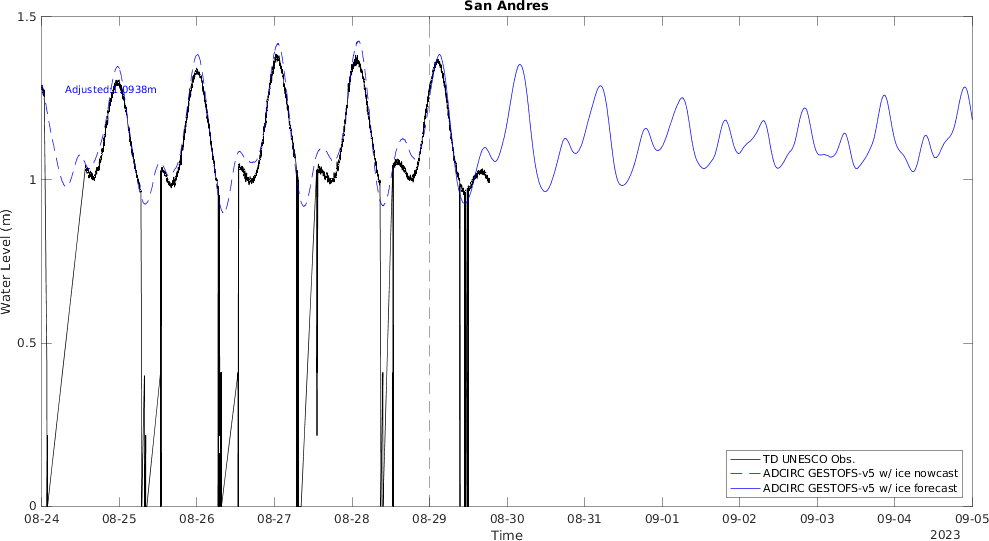 San Andres
1.5
1
0.5
0
Water Level (m)
Adjusted:1.0938m
TD UNESCO Obs.
ADCIRC GESTOFS-v5 w/ ice nowcast
ADCIRC GESTOFS-v5 w/ ice forecast
08-24 08-25 08-26 08-27 08-28 08-29 08-30 08-31 09-01 09-02 09-03 09-04 09-05
Time
2023